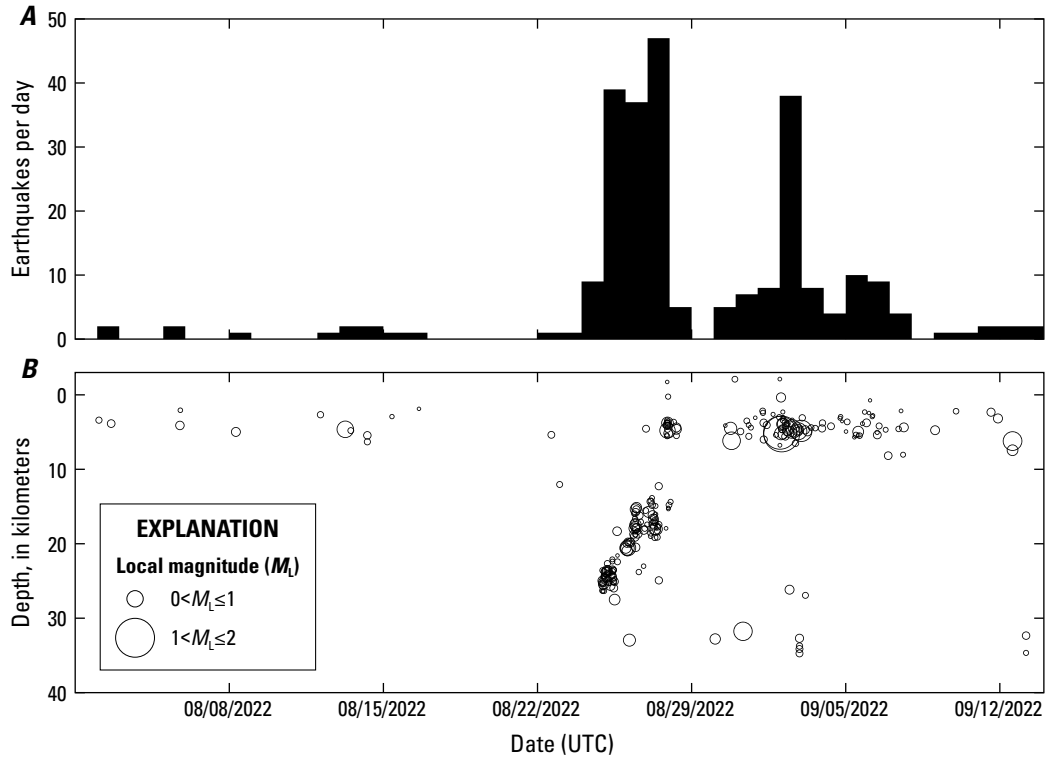 A
50
40
30
20
10
0
Earthquakes per day
B
0
10
20
30
40
Depth, in kilometers
EXPLANATION
Local magnitude (ML)
0<ML≤1
1<ML≤2
08/08/2022 08/15/2022 08/22/2022 08/29/2022 09/05/2022 09/12/2022
Date (UTC)